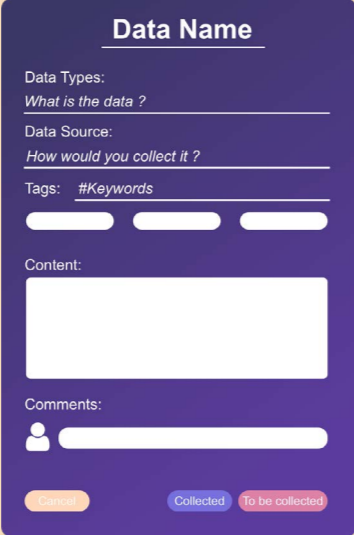 Data Name
Data Types:
What is the data ?
Data Source:
How would you collect it ?
Tags: #Keywords
Content:
Comments:
Cancel Collected To be collected